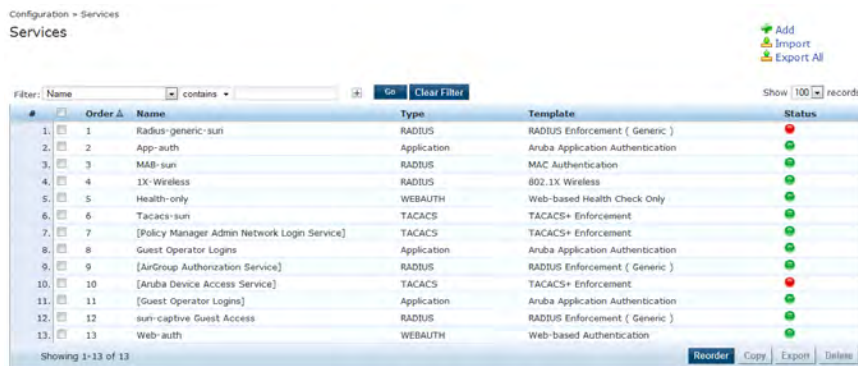 Configuration » Services
Services
Add
Import
Export All
Filter: Name contains + Go Clear Filter Show 100 records
# Order Δ Name Type Template Status
1. 1 Radius-generic-suri RADIUS RADIUS Enforcement ( Generic )
2. 2 App-auth Application Aruba Application Authentication
3. 3 MAB-suri RADIUS MAC Authentication
4. 4 1X-Wireless RADIUS 802.1X Wireless
5. 5 Health-only WEBAUTH Web-based Health Check Only
6. 6 Tacacs-suri TACACS TACACS+ Enforcement
7. 7 [Policy Manager Admin Network Login Service] TACACS TACACS+ Enforcement
8. 8 Guest Operator Logins Application Aruba Application Authentication
9. 9 [AirGroup Authorization Service] RADIUS RADIUS Enforcement ( Generic )
10. 10 [Aruba Device Access Service] TACACS TACACS+ Enforcement
11. 11 [Guest Operator Logins] Application Aruba Application Authentication
12. 12 suri-captive Guest Access RADIUS RADIUS Enforcement ( Generic )
13. 13 Web-auth WEBAUTH Web-based Authentication
Showing 1-13 of 13 Reorder Copy Export Delete